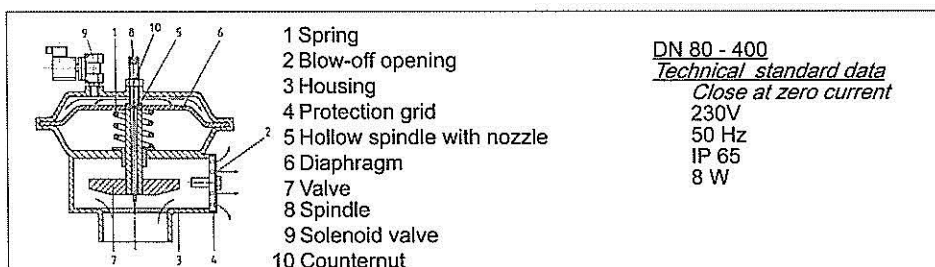 9 1 8 10 5 6
2
7 3 4
1 Spring
2 Blow-off opening
3 Housing
4 Protection grid
5 Hollow spindle with nozzle
6 Diaphragm
7 Valve
8 Spindle
9 Solenoid valve
10 Counternut
DN 80 - 400
Technical standard data
Close at zero current
230V
50 Hz
IP 65
8 W